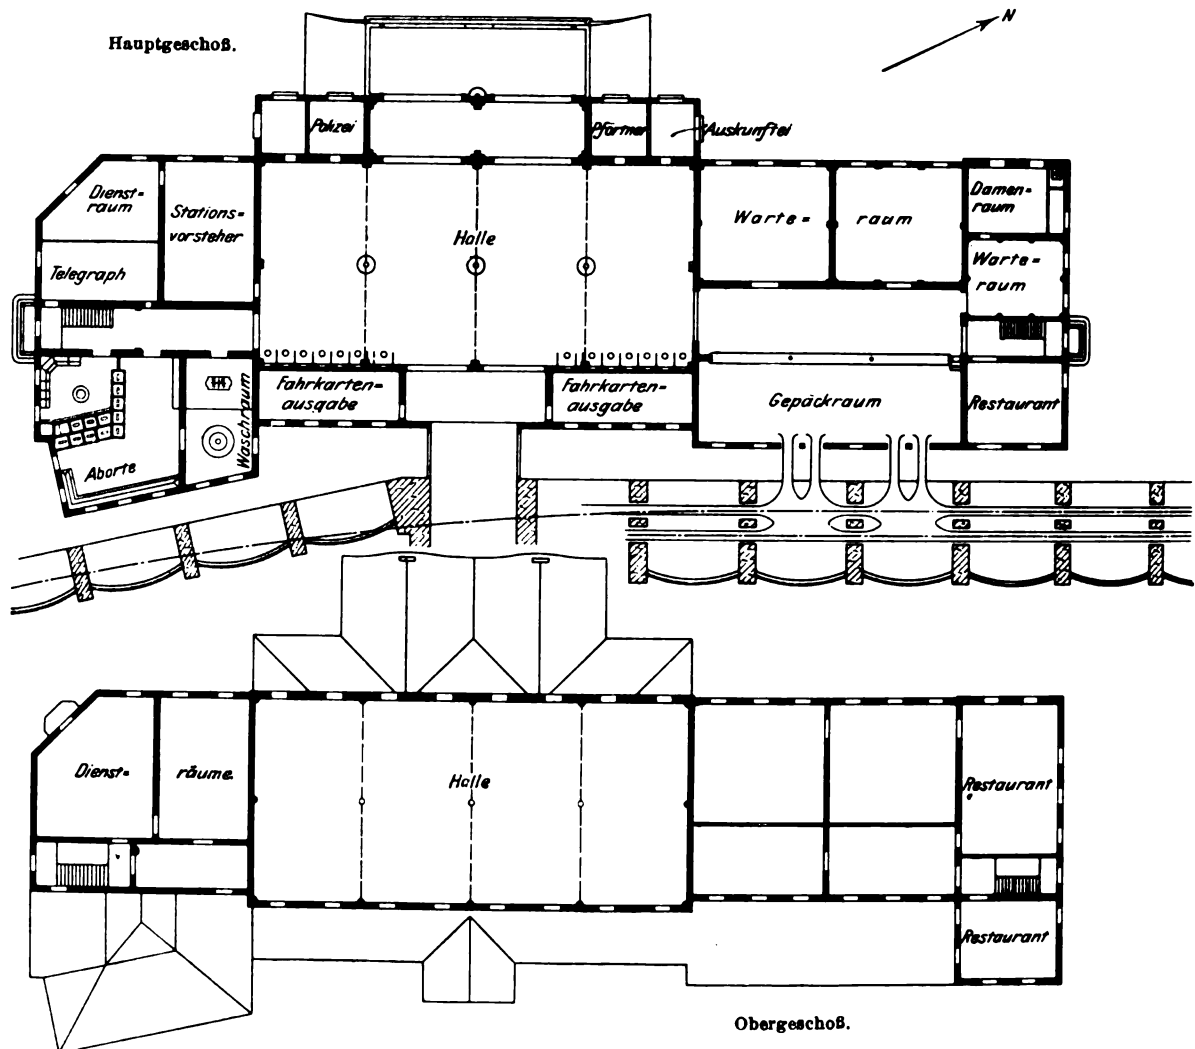 N
Hauptgeschoß.
Polizei
Pförtner
Auskunftei
Dienst=
raum
Stations=
vorsteher
Halle
Warte=
raum
Damen=
raum
Telegraph
Warte=
raum
Fahrkarten=
ausgabe
Fahrkarten=
ausgabe
Gepäckraum
Restaurant
Waschraum
Aborte
Dienst=
räume.
Halle
Restaurant
Restaurant
Obergeschoß.